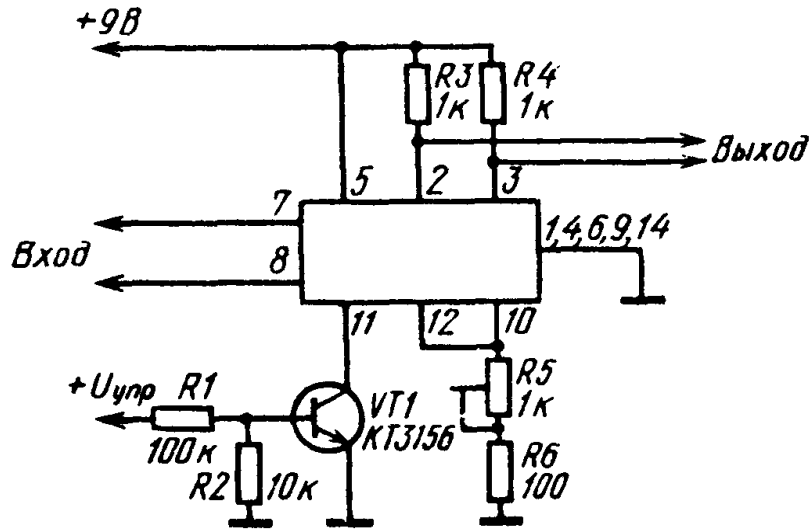 +9В
R3
1к
R4
1к
Выход
5
2
3
7
8
Вход
1,4,6,9,14
11
12
10
+Uупр
R1
100к
R2
10к
VT1
КТ315б
R5
1к
R6
100